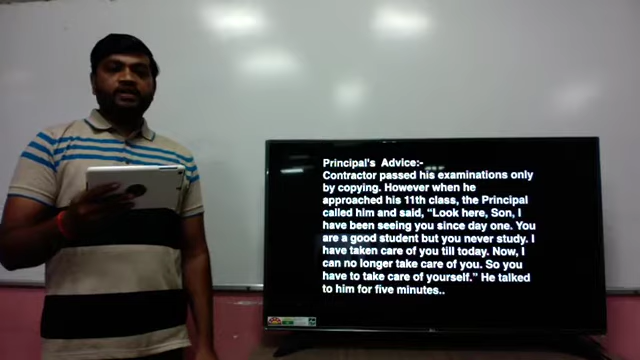 Principal's Advice:-
Contractor passed his examinations only
by copying. However when he
approached his 11th class, the Principal
called him and said, “Look here, Son, I
have been seeing you since day one. You
are a good student but you never study. I
have taken care of you till today. Now, I
can no longer take care of you. So you
have to take care of yourself.” He talked
to him for five minutes..